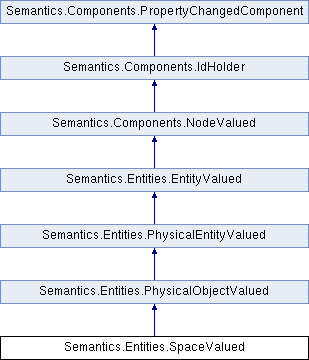 Semantics.Components.PropertyChangedComponent
Semantics.Components.IdHolder
Semantics.Components.NodeValued
Semantics.Entities.EntityValued
Semantics.Entities.PhysicalEntityValued
Semantics.Entities.PhysicalObjectValued
Semantics.Entities.SpaceValued